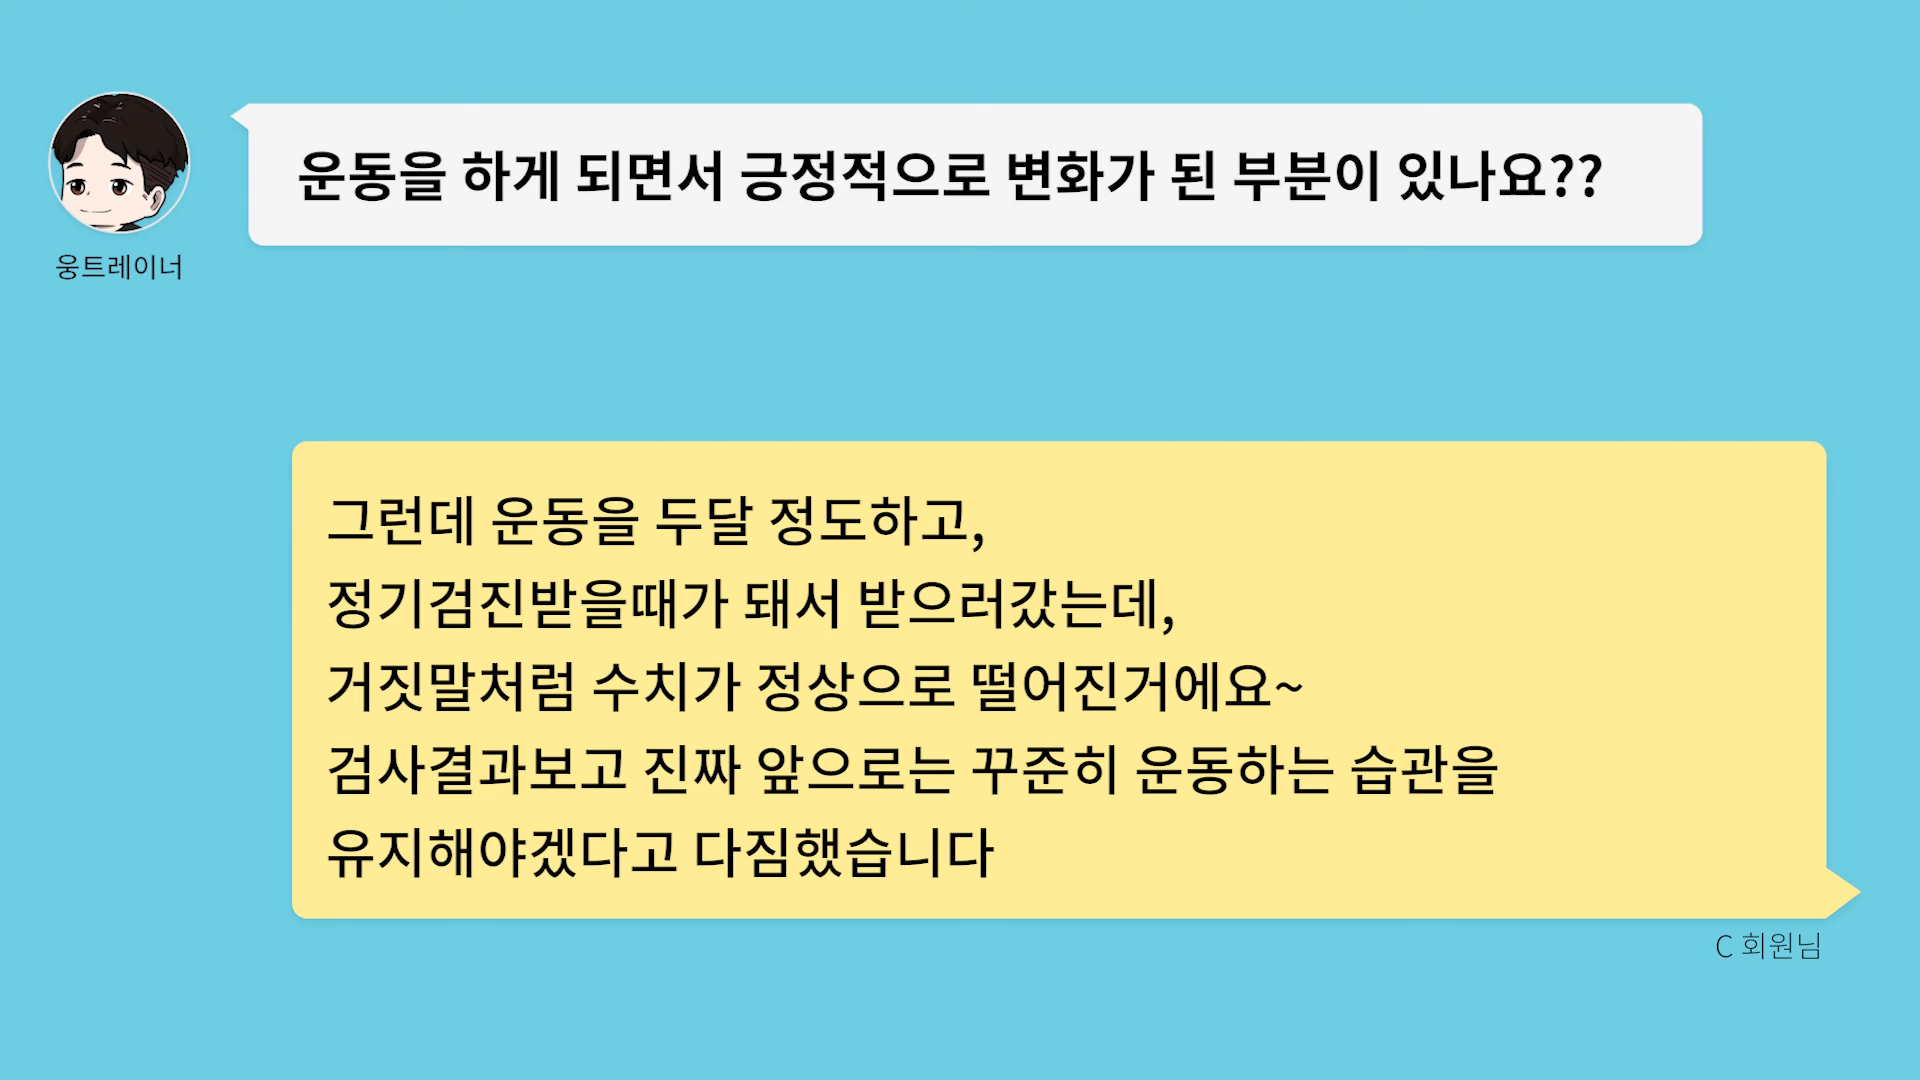 운동을 하게 되면서 긍정적으로 변화가 된 부분이 있나요??
웅트레이너
그런데 운동을 두달 정도하고,
정기검진받을때가 돼서 받으러갔는데,
거짓말처럼 수치가 정상으로 떨어진거에요~
검사결과보고 진짜 앞으로는 꾸준히 운동하는 습관을
유지해야겠다고 다짐했습니다
C 회원님